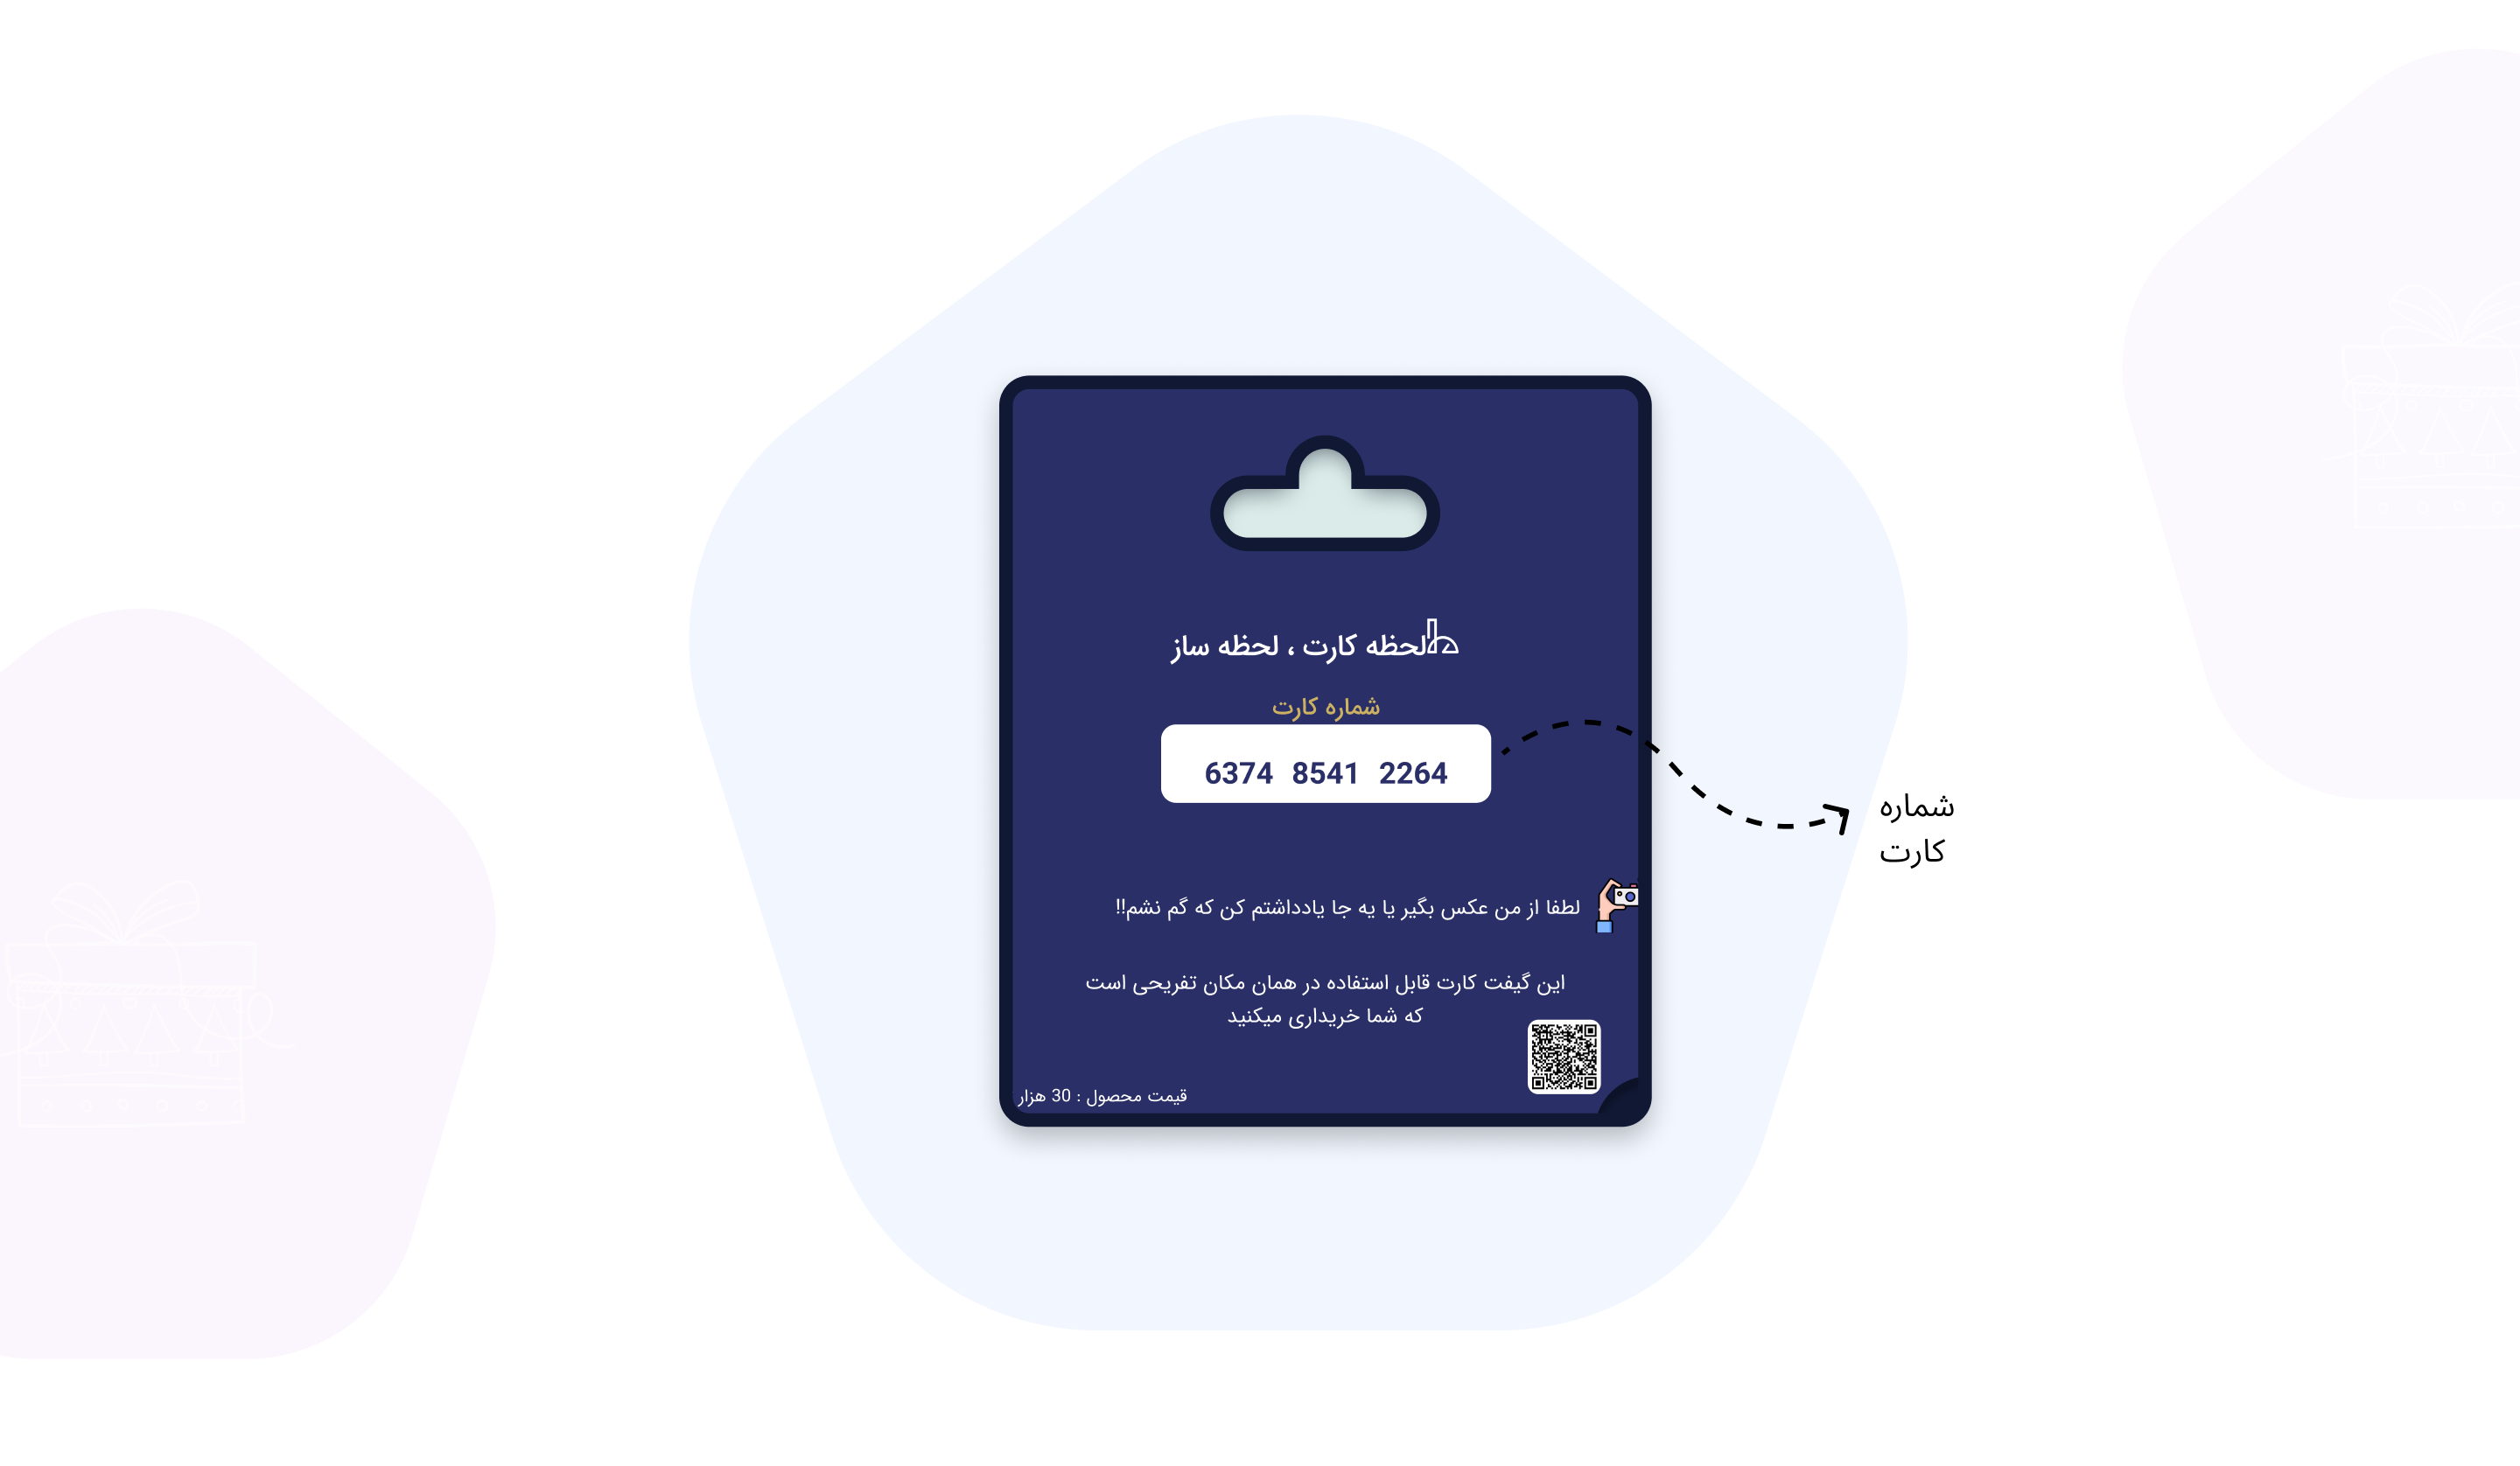 لحظه کارت ، لحظه ساز
شماره کارت
6374 8541 2264
شماره
کارت
لطفا از من عکس بگیر یا یه جا یادداشتم کن که گم نشم!!
این گیفت کارت قابل استفاده در همان مکان تفریحی است
که شما خریداری میکنید
قیمت محصول : 30 هزار